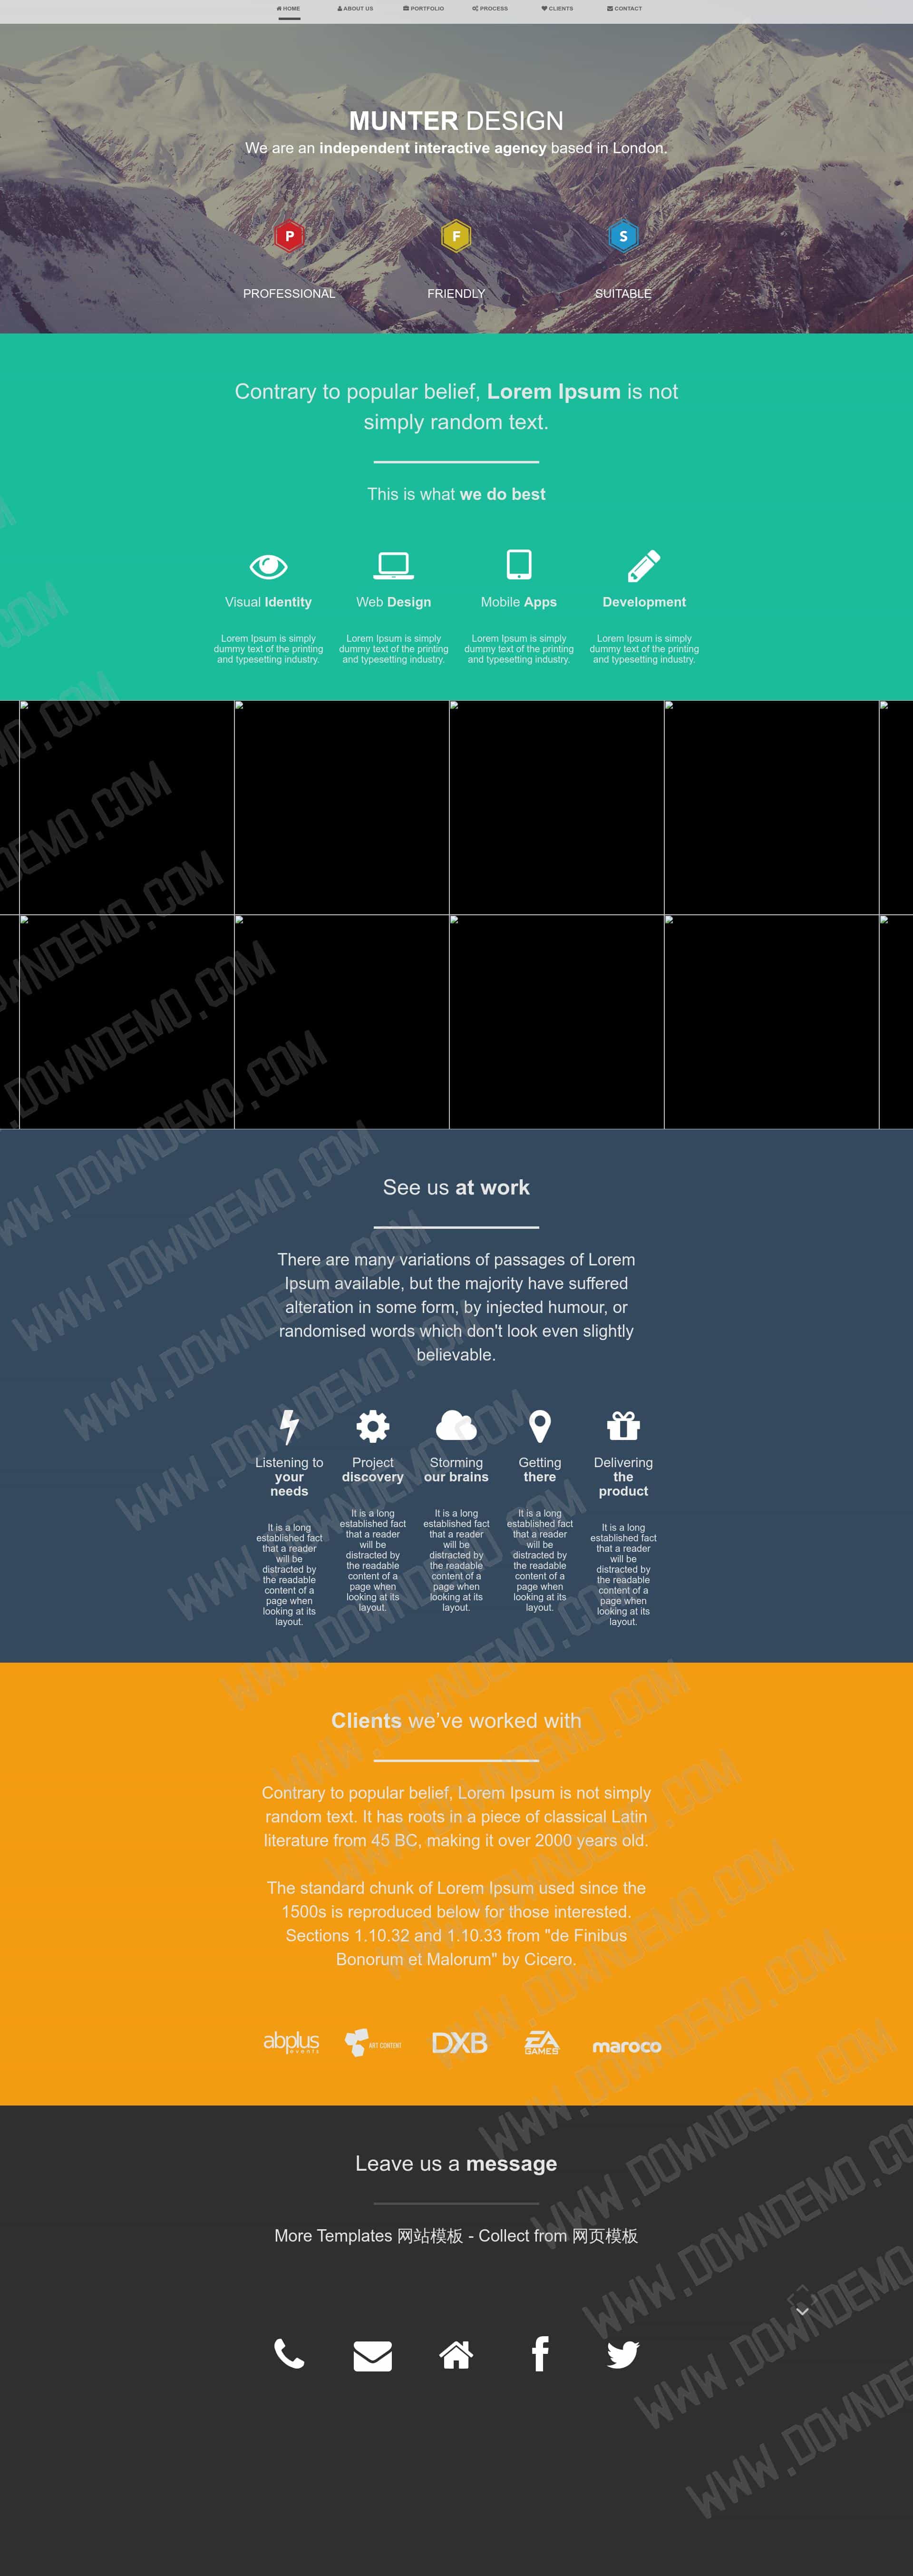 HOME ABOUT US PORTFOLIO PROCESS CLIENTS CONTACT
MUNTER DESIGN
We are an independent interactive agency based in London.
P F S
PROFESSIONAL FRIENDLY SUITABLE
Contrary to popular belief, Lorem Ipsum is not
simply random text.
This is what we do best
Visual Identity
Lorem Ipsum is simply
dummy text of the printing
and typesetting industry.
Web Design
Lorem Ipsum is simply
dummy text of the printing
and typesetting industry.
Mobile Apps
Lorem Ipsum is simply
dummy text of the printing
and typesetting industry.
Development
Lorem Ipsum is simply
dummy text of the printing
and typesetting industry.
See us at work
There are many variations of passages of Lorem
Ipsum available, but the majority have suffered
alteration in some form, by injected humour, or
randomised words which don't look even slightly
believable.
Listening to
your
needs
It is a long
established fact
that a reader
will be
distracted by
the readable
content of a
page when
looking at its
layout.
Project
discovery
It is a long
established fact
that a reader
will be
distracted by
the readable
content of a
page when
looking at its
layout.
Storming
our brains
It is a long
established fact
that a reader
will be
distracted by
the readable
content of a
page when
looking at its
layout.
Getting
there
It is a long
established fact
that a reader
will be
distracted by
the readable
content of a
page when
looking at its
layout.
Delivering
the
product
It is a long
established fact
that a reader
will be
distracted by
the readable
content of a
page when
looking at its
layout.
Clients we've worked with
Contrary to popular belief, Lorem Ipsum is not simply
random text. It has roots in a piece of classical Latin
literature from 45 BC, making it over 2000 years old.
The standard chunk of Lorem Ipsum used since the
1500s is reproduced below for those interested.
Sections 1.10.32 and 1.10.33 from "de Finibus
Bonorum et Malorum" by Cicero.
abplus
events
ART CONTENT
DXB
EA
GAMES
maroco
Leave us a message
More Templates 网站模板 - Collect from 网页模板
WWW.DOWNDEMO.COM